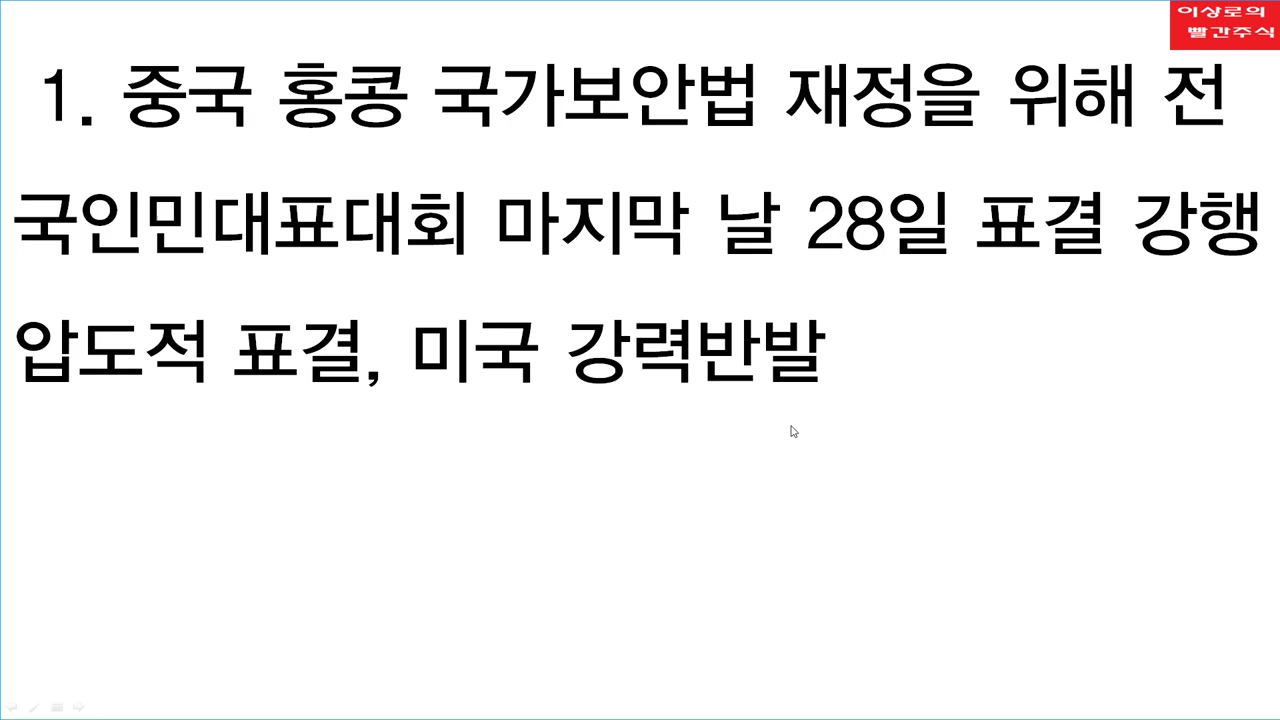 이상로의
빨간주식
1. 중국 홍콩 국가보안법 재정을 위해 전
국인민대표대회 마지막 날 28일 표결 강행
압도적 표결, 미국 강력반발